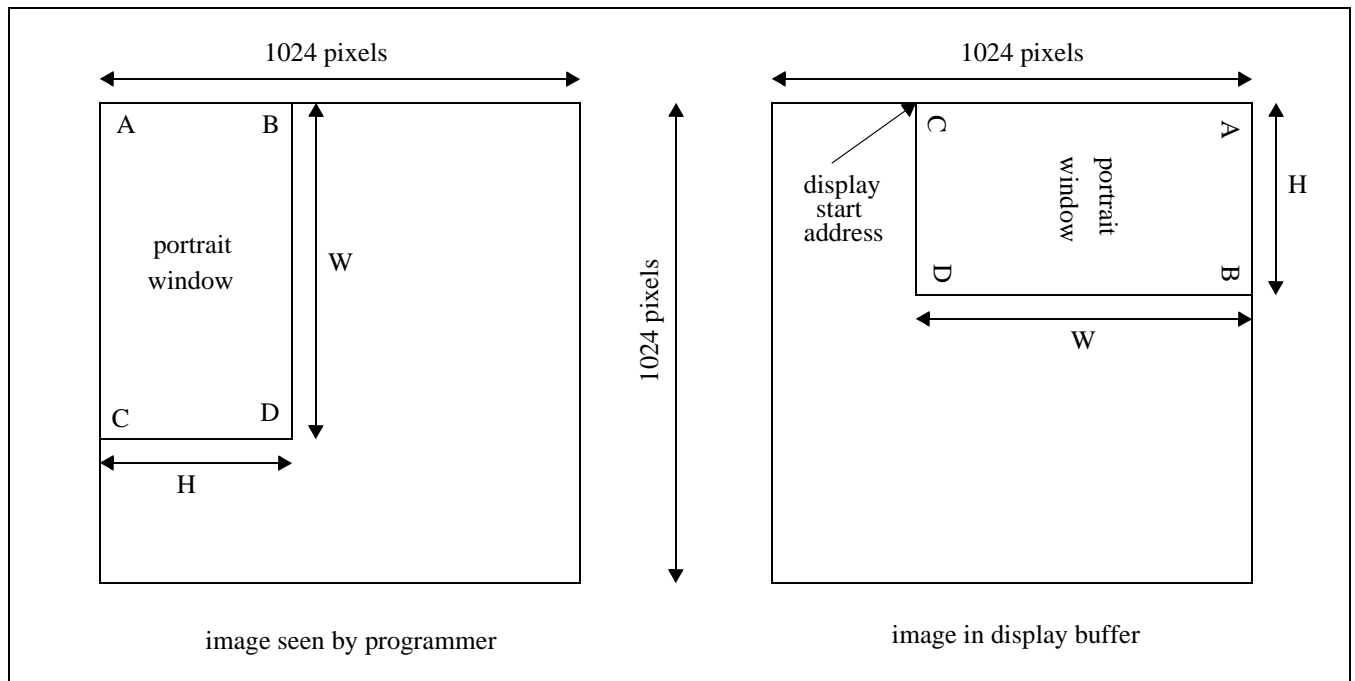 1024 pixels
A
B
portrait
window
W
C
D
H
image seen by programmer
1024 pixels
1024 pixels
C
A
display
start
address
portrait
window
H
D
B
W
image in display buffer